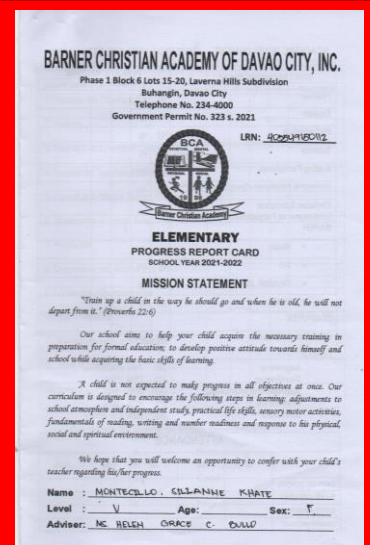 BARNER CHRISTIAN ACADEMY OF DAVAO CITY, INC.
Phase 1 Block 6 Lots 15-20, Laverna Hills Subdivision
Buhangin, Davao City
Telephone No. 234-4000
Government Permit No. 323 s. 2021
LRN:
BCA
Barner Christian Academy
ELEMENTARY
PROGRESS REPORT CARD
SCHOOL YEAR 2021-2022
MISSION STATEMENT
"Train up a child in the way he should go and when he is old, he will not
depart from it." (Proverbs 22:6)
Our school aims to help your child acquire the necessary training in
preparation for formal education; to develop positive attitude towards himself and
school while acquiring the basic skills of learning.
A child is not expected to make progress in all objectives at once. Our
curriculum is designed to encourage the following steps in learning: adjustments to
school atmosphere and independent study, practical life skills, sensory motor activities,
fundamentals of reading, writing and number readiness and response to his physical,
social and spiritual environment.
We hope that you will welcome an opportunity to confer with your child's
teacher regarding his/her progress.
Name : MONTECILLO, KHATE
Level : V Age: Sex: F
Adviser: MS HELEN GRACE C.